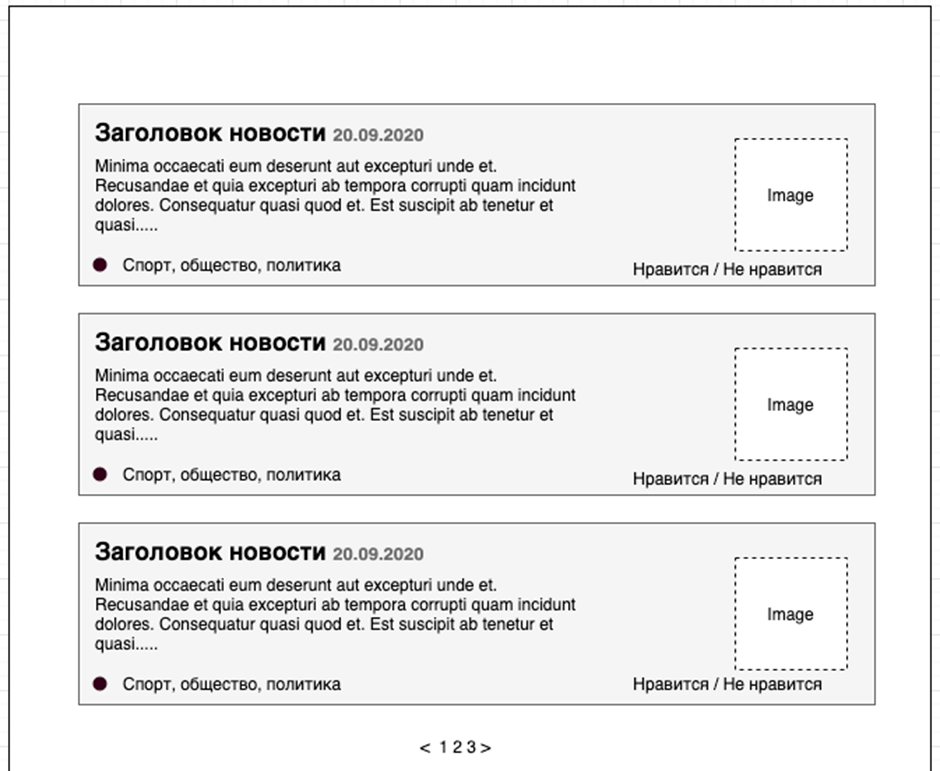 Заголовок новости 20.09.2020
Minima occaecati eum deserunt aut excepturi unde et.
Recusandae et quia excepturi ab tempora corrupti quam incidunt
dolores. Consequatur quasi quod et. Est suscipit ab tenetur et
quasi.....
Image
Спорт, общество, политика
Нравится / Не нравится
Заголовок новости 20.09.2020
Minima occaecati eum deserunt aut excepturi unde et.
Recusandae et quia excepturi ab tempora corrupti quam incidunt
dolores. Consequatur quasi quod et. Est suscipit ab tenetur et
quasi.....
Image
Спорт, общество, политика
Нравится / Не нравится
Заголовок новости 20.09.2020
Minima occaecati eum deserunt aut excepturi unde et.
Recusandae et quia excepturi ab tempora corrupti quam incidunt
dolores. Consequatur quasi quod et. Est suscipit ab tenetur et
quasi.....
Image
Спорт, общество, политика
Нравится / Не нравится
< 1 2 3 >